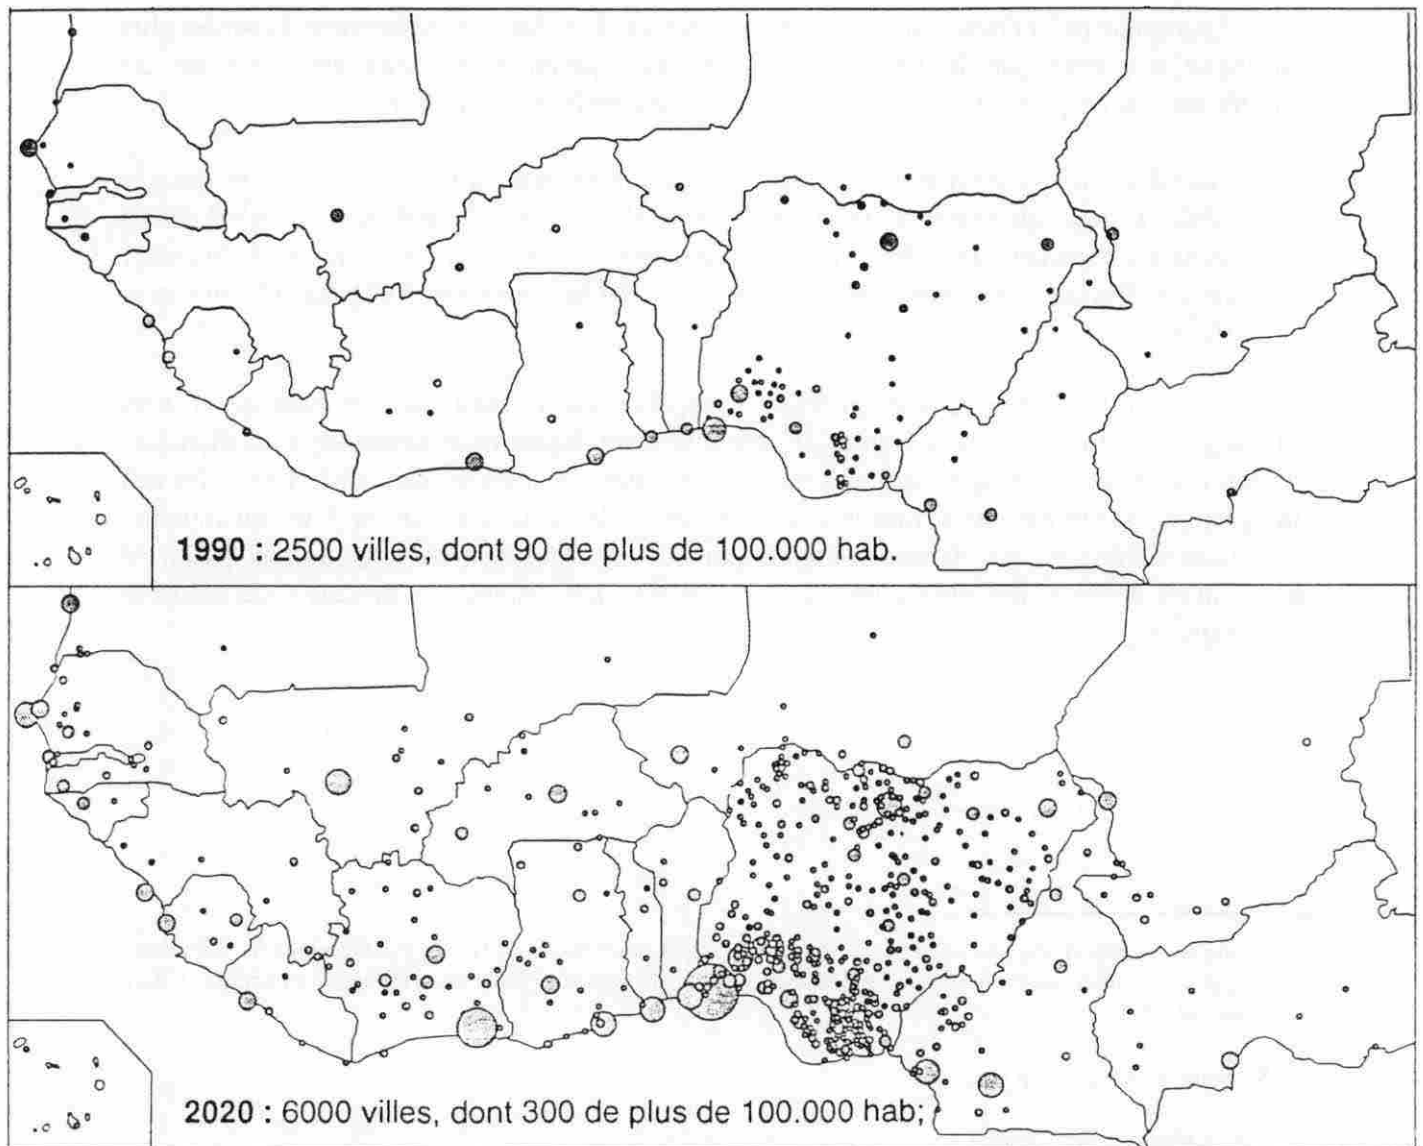 1990 : 2500 villes, dont 90 de plus de 100.000 hab.
2020 : 6000 villes, dont 300 de plus de 100.000 hab;